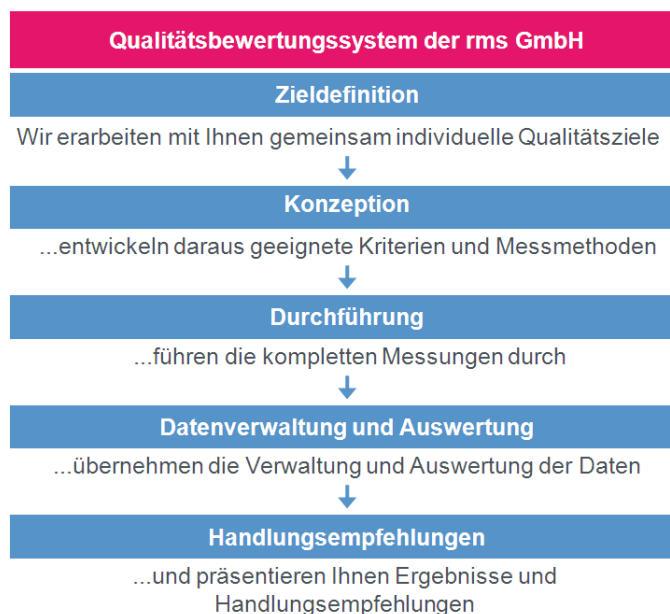 Qualitätsbewertungssystem der rms GmbH
Zieldefinition
Wir erarbeiten mit Ihnen gemeinsam individuelle Qualitätsziele
Konzeption
...entwickeln daraus geeignete Kriterien und Messmethoden
Durchführung
...führen die kompletten Messungen durch
Datenverwaltung und Auswertung
...übernehmen die Verwaltung und Auswertung der Daten
Handlungsempfehlungen
...und präsentieren Ihnen Ergebnisse und
Handlungsempfehlungen